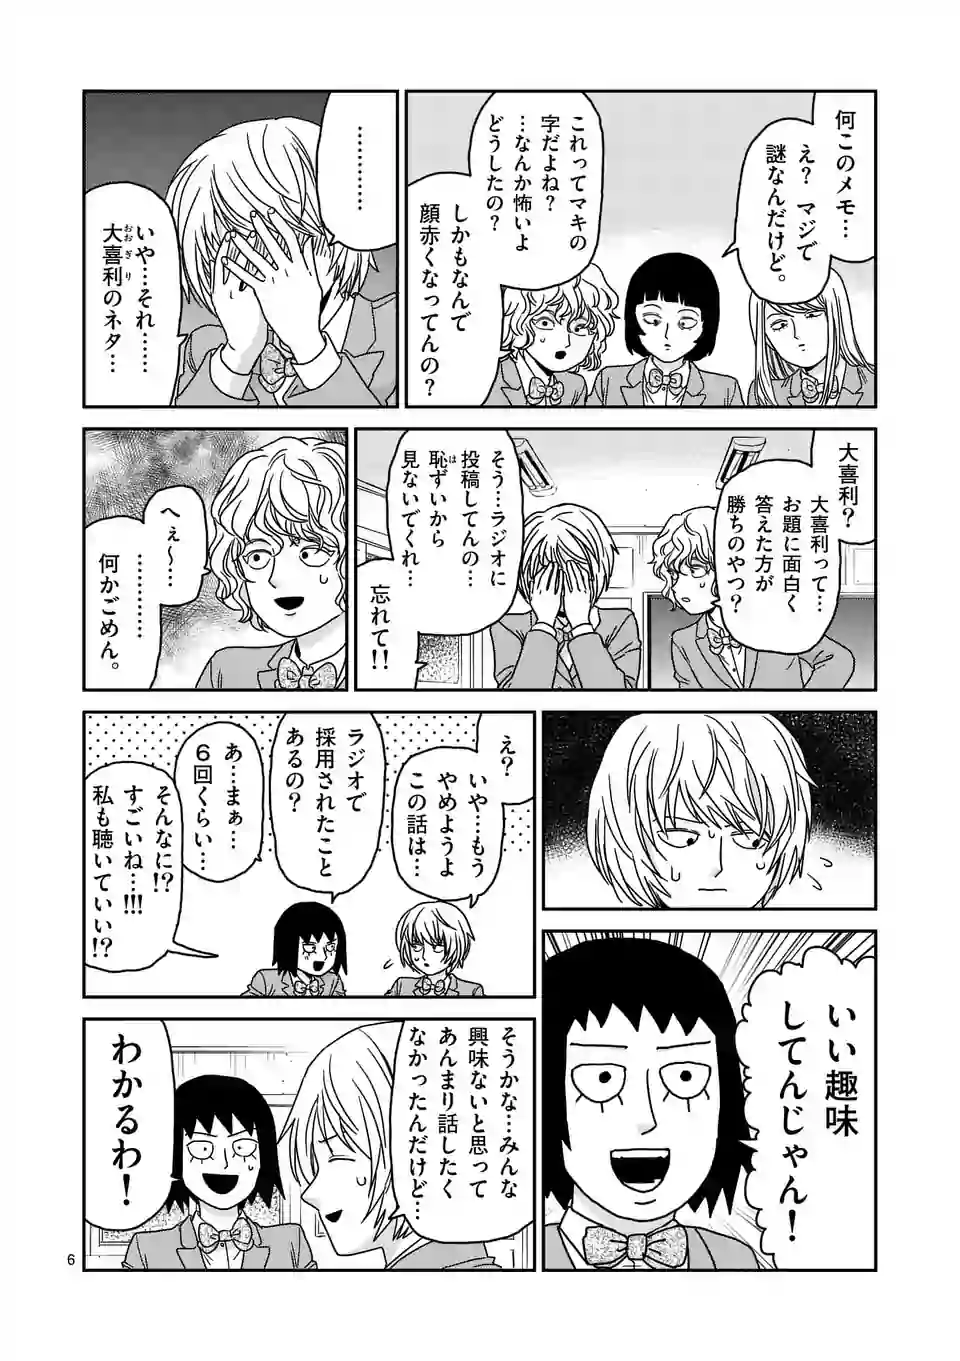 何このメモ…
え？マジで
謎なんだけど。
これってマキの
字だよね？
…なんか怖いよ
どうしたの？
しかもなんで
顔赤くなってんの？
…………
いや…それ……
大喜利のネタ…
おおぎり
大喜利？
大喜利って…
お題に面白く
答えた方が
勝ちのやつ？
そう…ラジオに
投稿してんの…
恥ずいから
は
見ないでくれ…
忘れて!!
へぇ〜…
…………
何かごめん。
いい趣味
してんじゃん！
え？
いや…もう
やめようよ
この話は…
ラジオで
採用されたこと
あるの？
あ…まぁ…
6回くらい…
そんなに!?
すごいね…!!!
私も聴いていい!?
そうかな…みんな
興味ないと思って
あんまり話したく
なかったんだけど…
わかるわ！
6